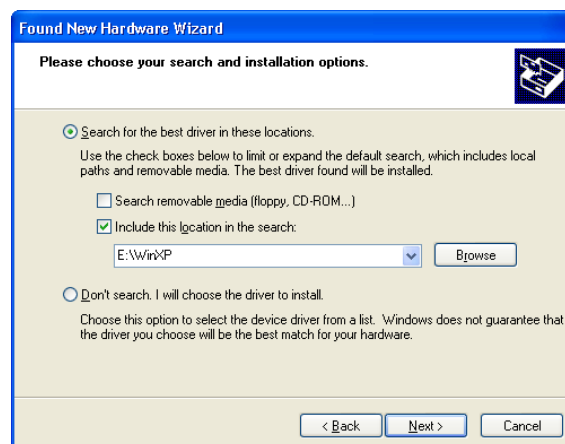 Found New Hardware Wizard
Please choose your search and installation options.
Search for the best driver in these locations.
Use the check boxes below to limit or expand the default search, which includes local
paths and removable media. The best driver found will be installed.
Search removable media (floppy, CD-ROM...)
Include this location in the search:
E:\WinXP
Browse
Don't search. I will choose the driver to install.
Choose this option to select the device driver from a list. Windows does not guarantee that
the driver you choose will be the best match for your hardware.
< Back Next > Cancel